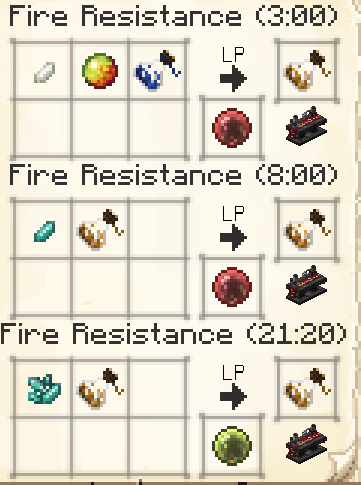 Fire Resistance (3:00)
LP
Fire Resistance (8:00)
LP
Fire Resistance (21:20)
LP